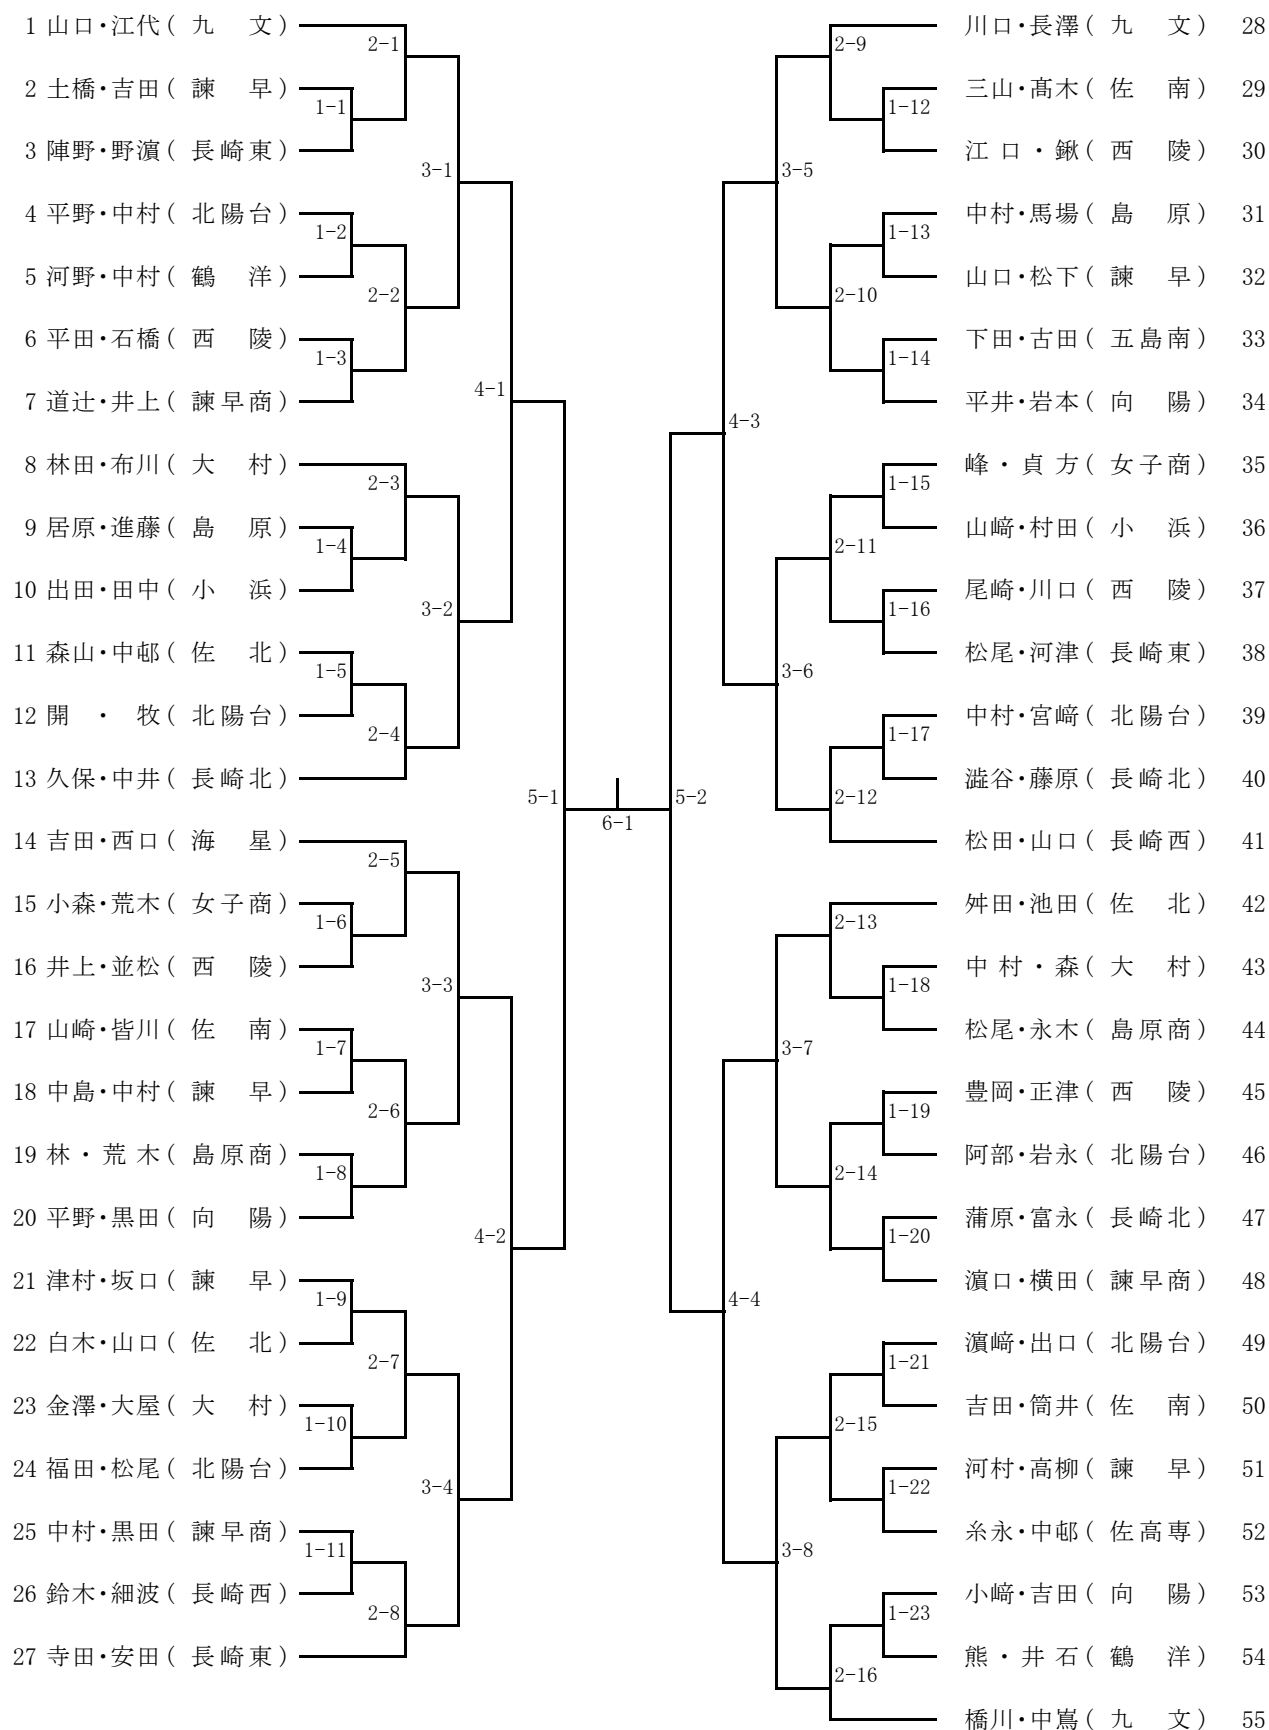 1 山口・江代( 九　文)
2 土橋・吉田( 諫　早)
3 陣野・野濵( 長崎東)
4 平野・中村( 北陽台)
5 河野・中村( 鶴　洋)
6 平田・石橋( 西　陵)
7 道辻・井上( 諫早商)
8 林田・布川( 大　村)
9 居原・進藤( 島　原)
10 出田・田中( 小　浜)
11 森山・中邨( 佐　北)
12 開　・　牧( 北陽台)
13 久保・中井( 長崎北)
14 吉田・西口( 海　星)
15 小森・荒木( 女子商)
16 井上・並松( 西　陵)
17 山崎・皆川( 佐　南)
18 中島・中村( 諫　早)
19 林・荒木( 島原商)
20 平野・黒田( 向　陽)
21 津村・坂口( 諫　早)
22 白木・山口( 佐　北)
23 金澤・大屋( 大　村)
24 福田・松尾( 北陽台)
25 中村・黒田( 諫早商)
26 鈴木・細波( 長崎西)
27 寺田・安田( 長崎東)
1-1
1-2
1-3
1-4
1-5
1-6
1-7
1-8
1-9
1-10
1-11
2-1
2-2
2-3
2-4
2-5
2-6
2-7
2-8
3-1
3-2
3-3
3-4
4-1
4-2
5-1
6-1
5-2
4-3
4-4
3-5
3-6
3-7
3-8
2-9
2-10
2-11
2-12
2-13
2-14
2-15
2-16
1-12
1-13
1-14
1-15
1-16
1-17
1-18
1-19
1-20
1-21
1-22
1-23
川口・長澤( 九　文) 28
三山・髙木( 佐　南) 29
江口・鍬( 西　陵) 30
中村・馬場( 島　原) 31
山口・松下( 諫　早) 32
下田・古田( 五島南) 33
平井・岩本( 向　陽) 34
峰・貞方( 女子商) 35
山﨑・村田( 小　浜) 36
尾崎・川口( 西　陵) 37
松尾・河津( 長崎東) 38
中村・宮﨑( 北陽台) 39
澁谷・藤原( 長崎北) 40
松田・山口( 長崎西) 41
舛田・池田( 佐　北) 42
中村・森( 大　村) 43
松尾・永木( 島原商) 44
豊岡・正津( 西　陵) 45
阿部・岩永( 北陽台) 46
蒲原・富永( 長崎北) 47
濵口・横田( 諫早商) 48
濵﨑・出口( 北陽台) 49
吉田・筒井( 佐　南) 50
河村・高柳( 諫　早) 51
糸永・中邨( 佐高専) 52
小﨑・吉田( 向　陽) 53
熊・井石( 鶴　洋) 54
橋川・中嶌( 九　文) 55